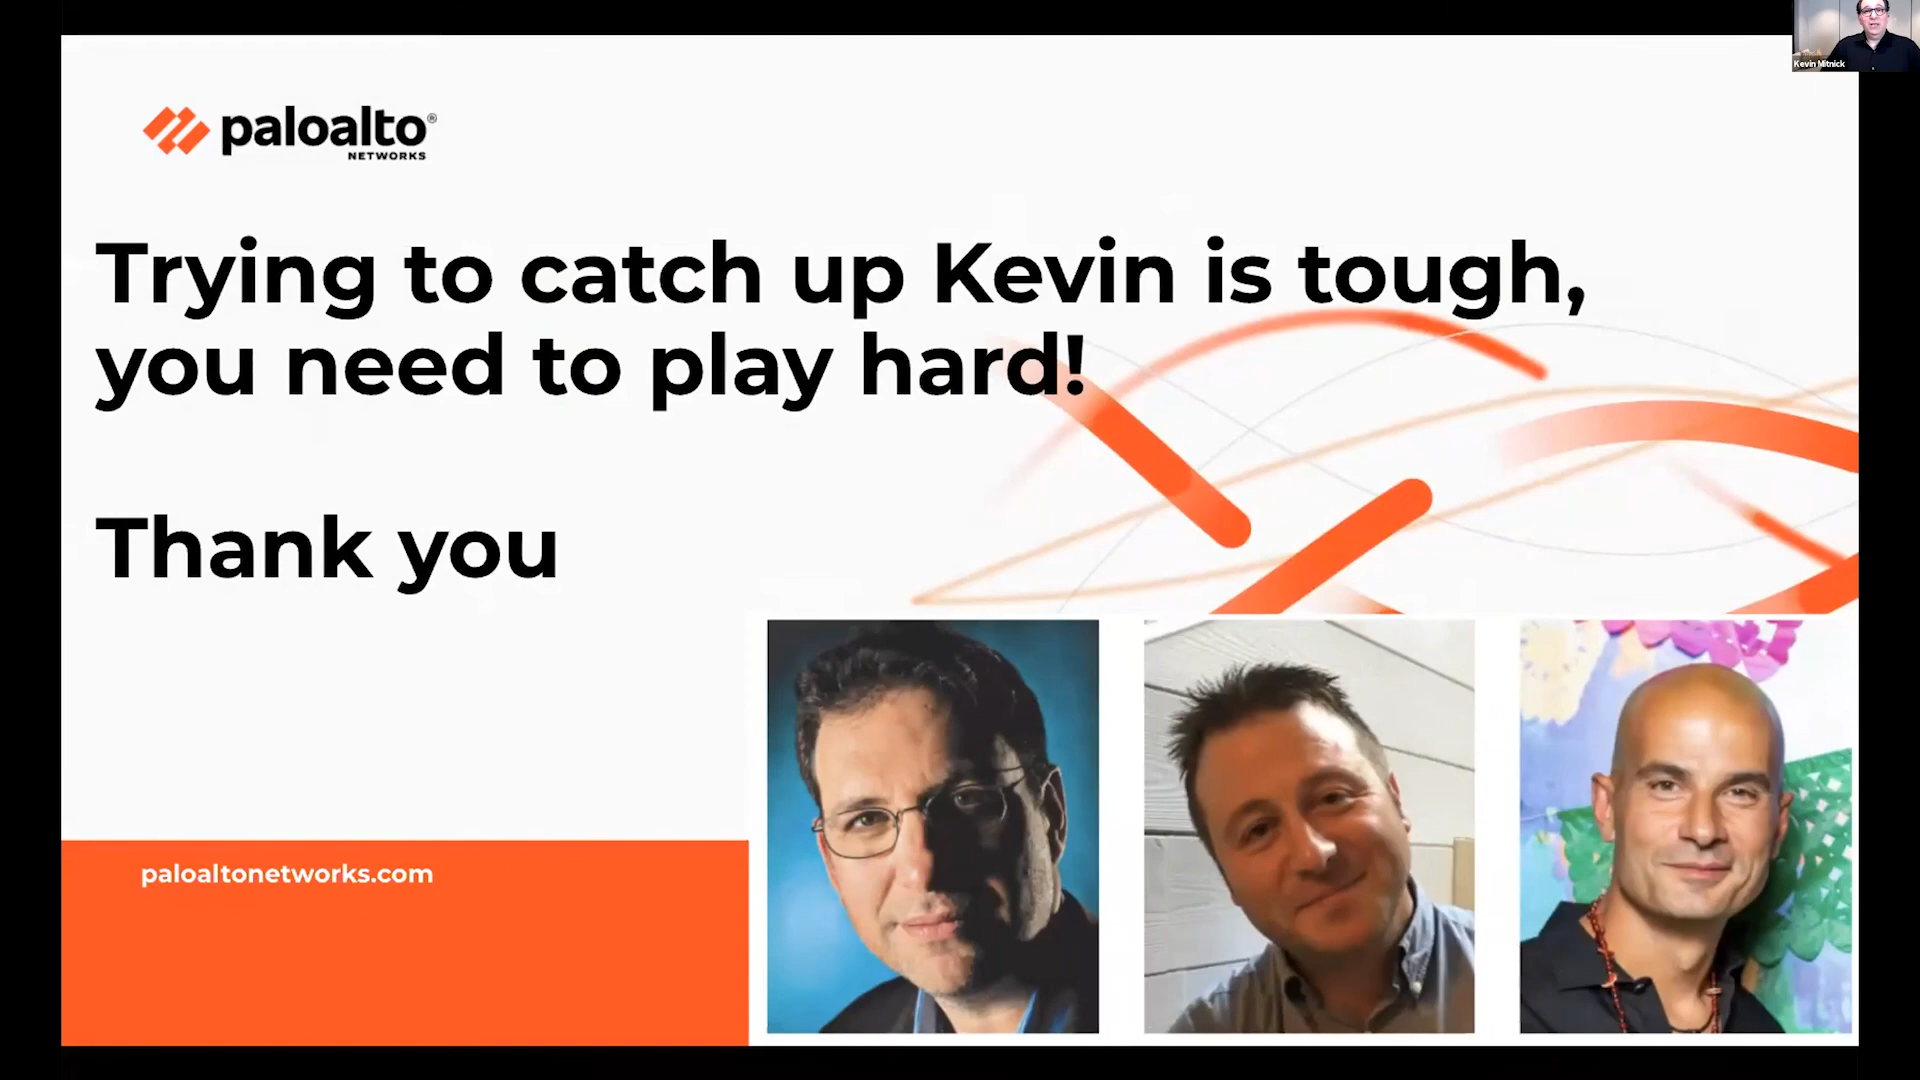 Kevin Mitnick
paloalto®
NETWORKS
Trying to catch up Kevin is tough,
you need to play hard!
Thank you
paloaltonetworks.com